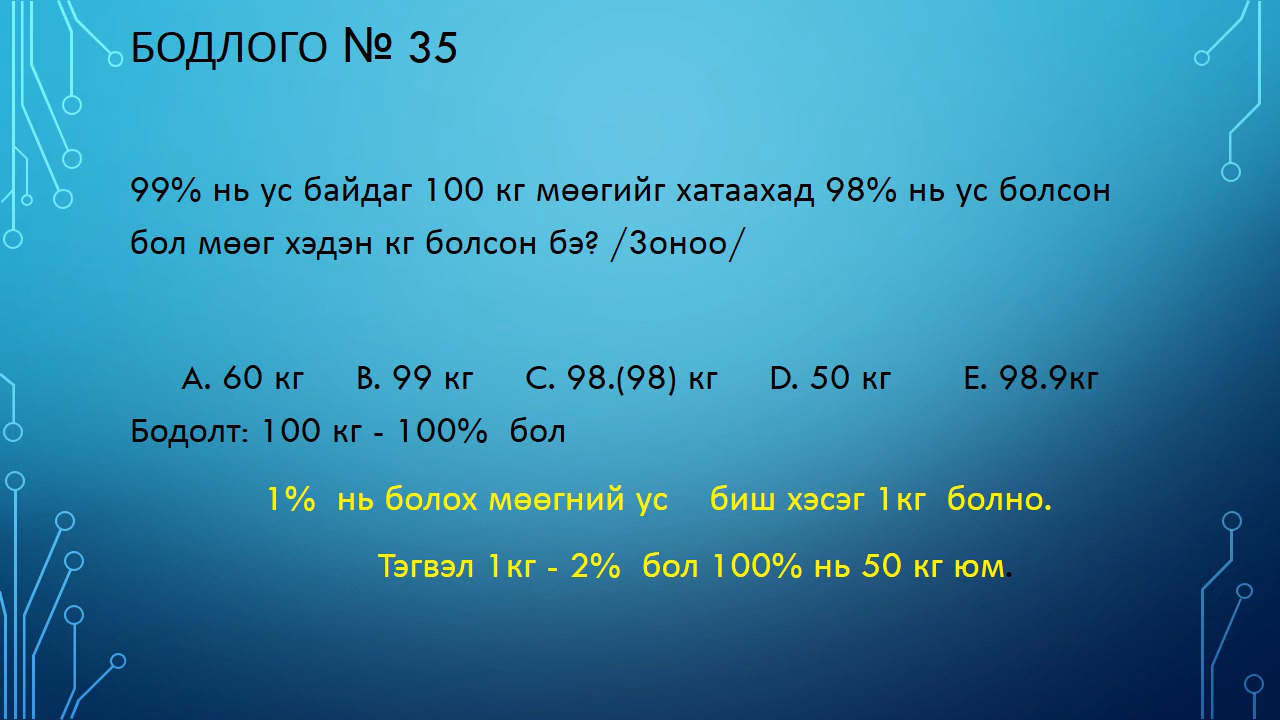 БОДЛОГО № 35
99% нь ус байдаг 100 кг мөөгийг хатаахад 98% нь ус болсон
бол мөөг хэдэн кг болсон бэ? /Зоноо/
A. 60 кг B. 99 кг C. 98.(98) кг D. 50 кг E. 98.9кг
Бодолт: 100 кг - 100% бол
1% нь болох мөөгний ус биш хэсэг 1кг болно.
Тэгвэл 1кг - 2% бол 100% нь 50 кг юм.